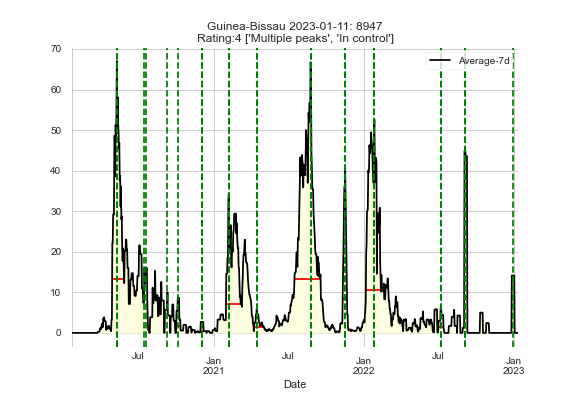 Guinea-Bissau 2023-01-11: 8947
Rating:4 ['Multiple peaks', 'In control']
Average-7d
70
60
50
40
30
20
10
0
Jul
Jan
2021
Jul
Jan
2022
Jul
Jan
2023
Date